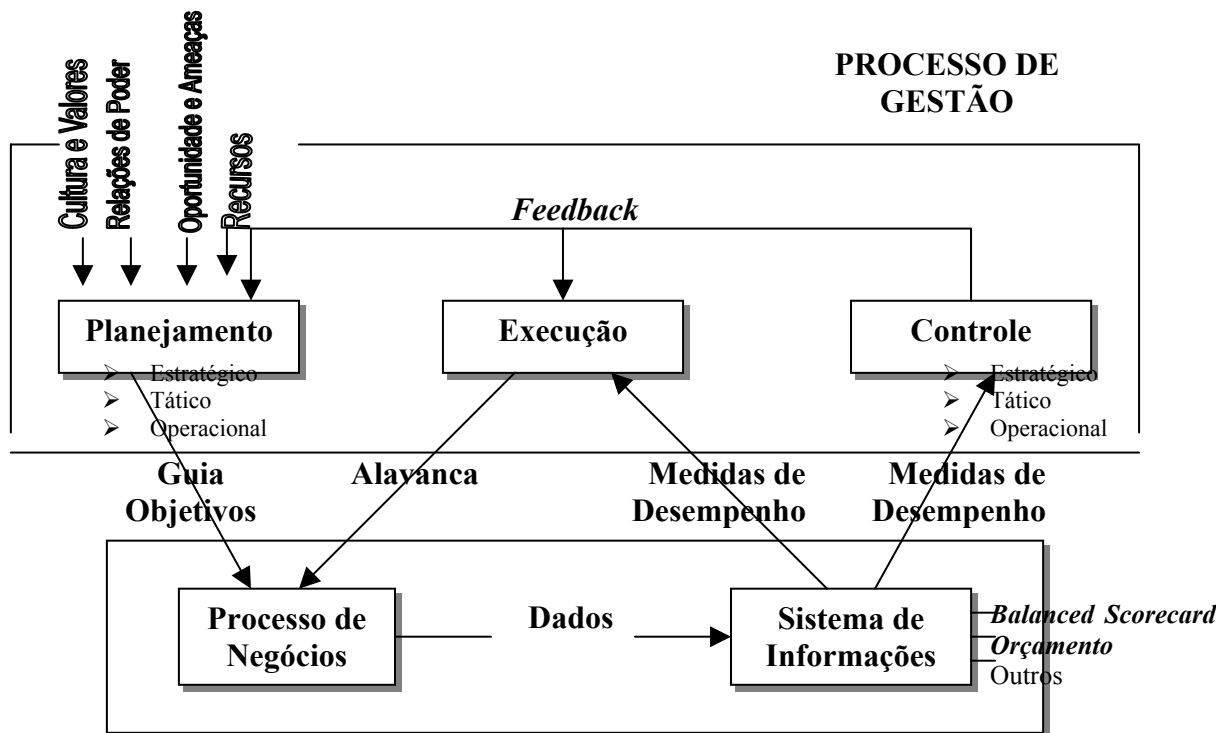 PROCESSO DE
GESTÃO
Cultura e Valores
Relações de Poder
Oportunidade e Ameaças
Recursos
Feedback
Planejamento
➢ Estratégico
➢ Tático
➢ Operacional
Execução
Controle
➢ Estratégico
➢ Tático
➢ Operacional
Guia
Objetivos
Alavanca
Medidas de
Desempenho
Medidas de
Desempenho
Processo de
Negócios
Dados
Sistema de
Informações
Balanced Scorecard
Orçamento
Outros